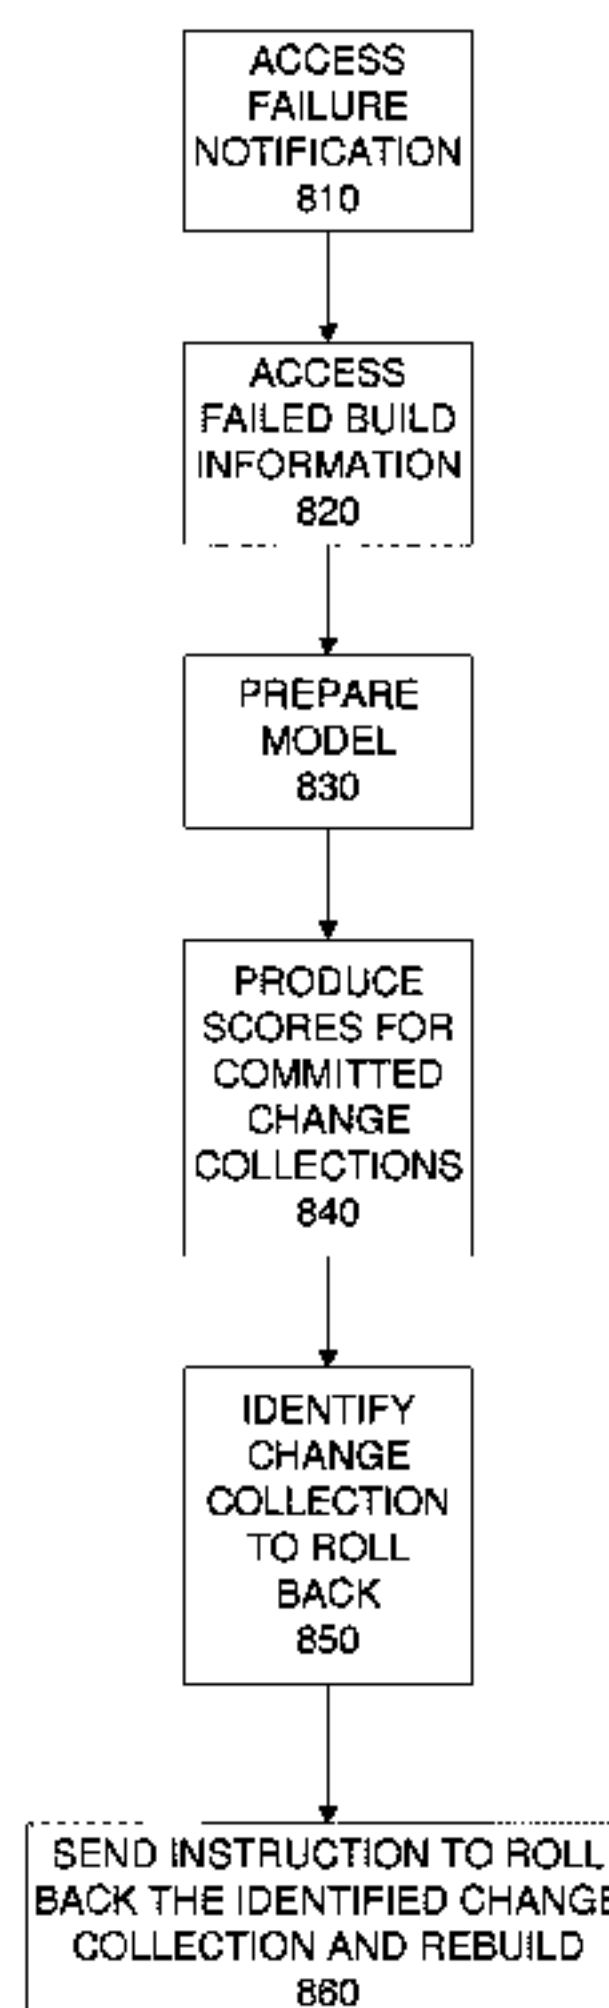 ACCESS
FAILURE
NOTIFICATION
810
ACCESS
FAILED BUILD
INFORMATION
820
PREPARE
MODEL
830
PRODUCE
SCORES FOR
COMMITTED
CHANGE
COLLECTIONS
840
IDENTIFY
CHANGE
COLLECTION
TO ROLL
BACK
850
SEND INSTRUCTION TO ROLL
BACK THE IDENTIFIED CHANGE
COLLECTION AND REBUILD
860